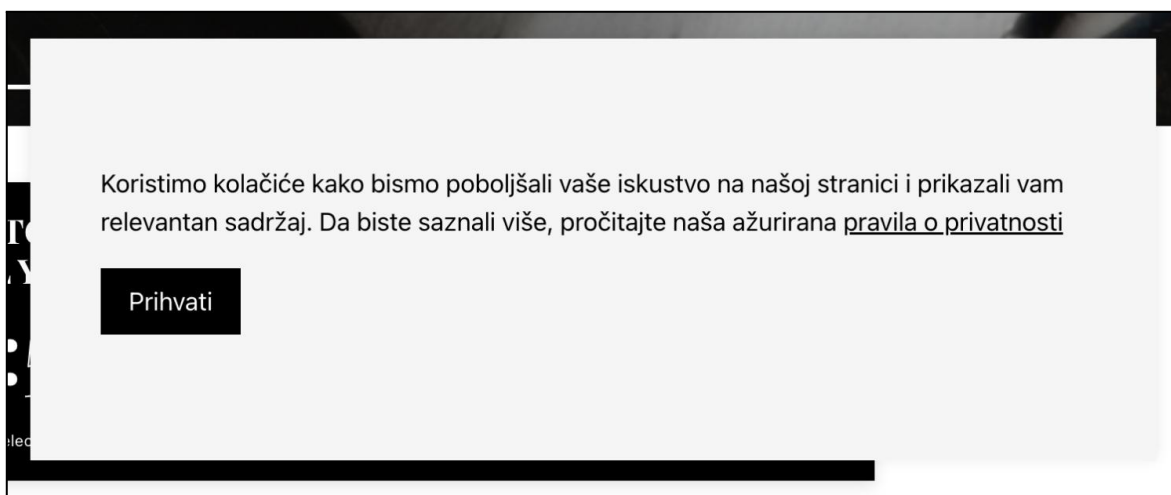 Koristimo kolačiće kako bismo poboljšali vaše iskustvo na našoj stranici i prikazali vam
relevantan sadržaj. Da biste saznali više, pročitajte naša ažurirana pravila o privatnosti
Prihvati